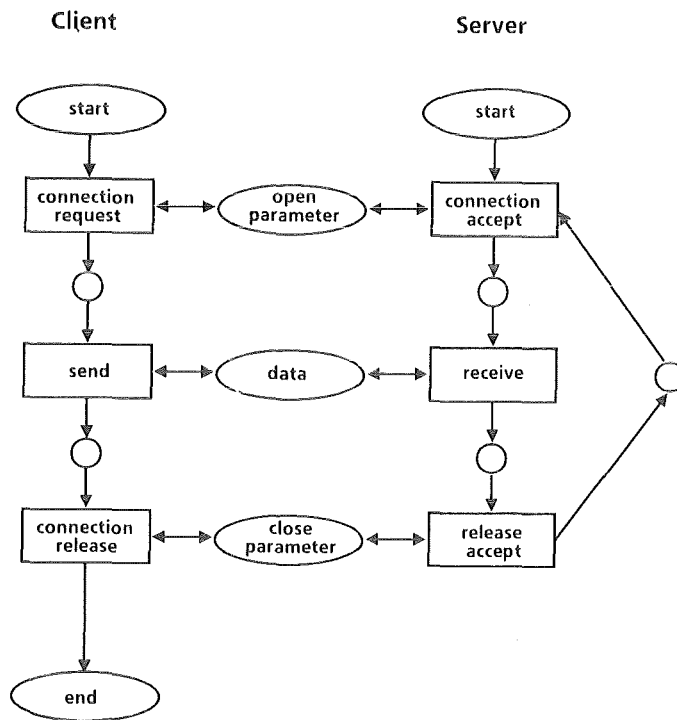 Client
Server
start
start
connection
request
open
parameter
connection
accept
send
data
receive
connection
release
close
parameter
release
accept
end